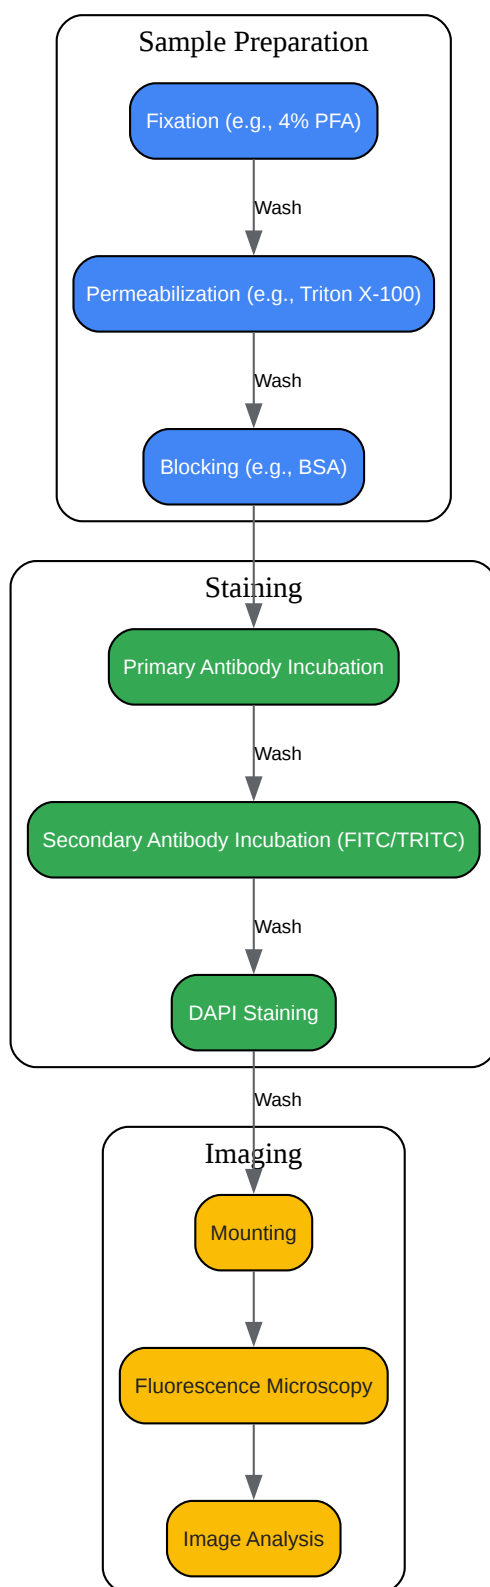 Sample Preparation
Fixation (e.g., 4% PFA)
Wash
Permeabilization (e.g., Triton X-100)
Wash
Blocking (e.g., BSA)
Staining
Primary Antibody Incubation
Wash
Secondary Antibody Incubation (FITC/TRITC)
Wash
DAPI Staining
Wash
Imaging
Mounting
Fluorescence Microscopy
Image Analysis